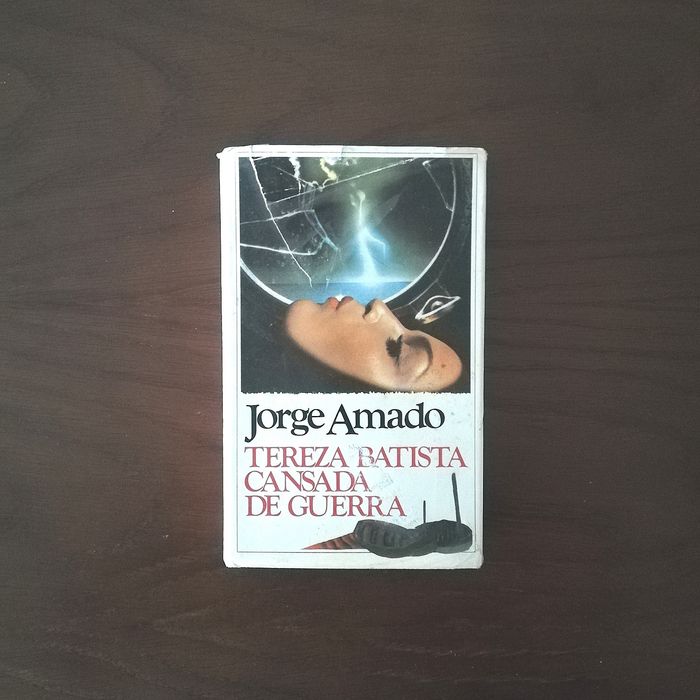 Jorge Amado
TEREZA BATISTA
CANSADA
DE GUERRA